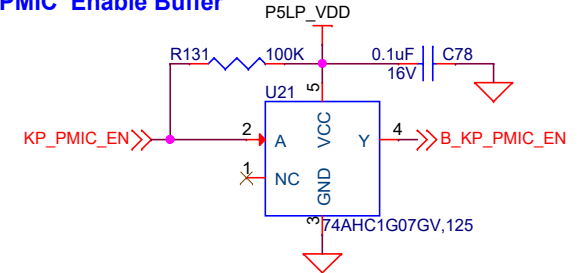 PMIC Enable Buffer
P5LP_VDD
R131 100K 0.1uF C78
16V
U21
5
KP_PMIC_EN 2 A VCC Y 4 B_KP_PMIC_EN
1 NC GND
3 74AHC1G07GV,125